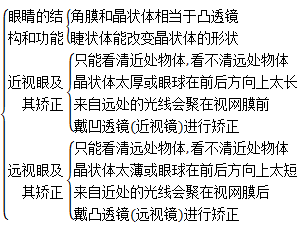 眼睛的结
构和功能
角膜和晶状体相当于凸透镜
睫状体能改变晶状体的形状
近视眼及
其矫正
只能看清近处物体,看不清远处物体
晶状体太厚或眼球在前后方向上太长
来自远处的光线会聚在视网膜前
戴凹透镜(近视镜)进行矫正
远视眼及
其矫正
只能看清远处物体,看不清近处物体
晶状体太薄或眼球在前后方向上太短
来自近处的光线会聚在视网膜后
戴凸透镜(远视镜)进行矫正